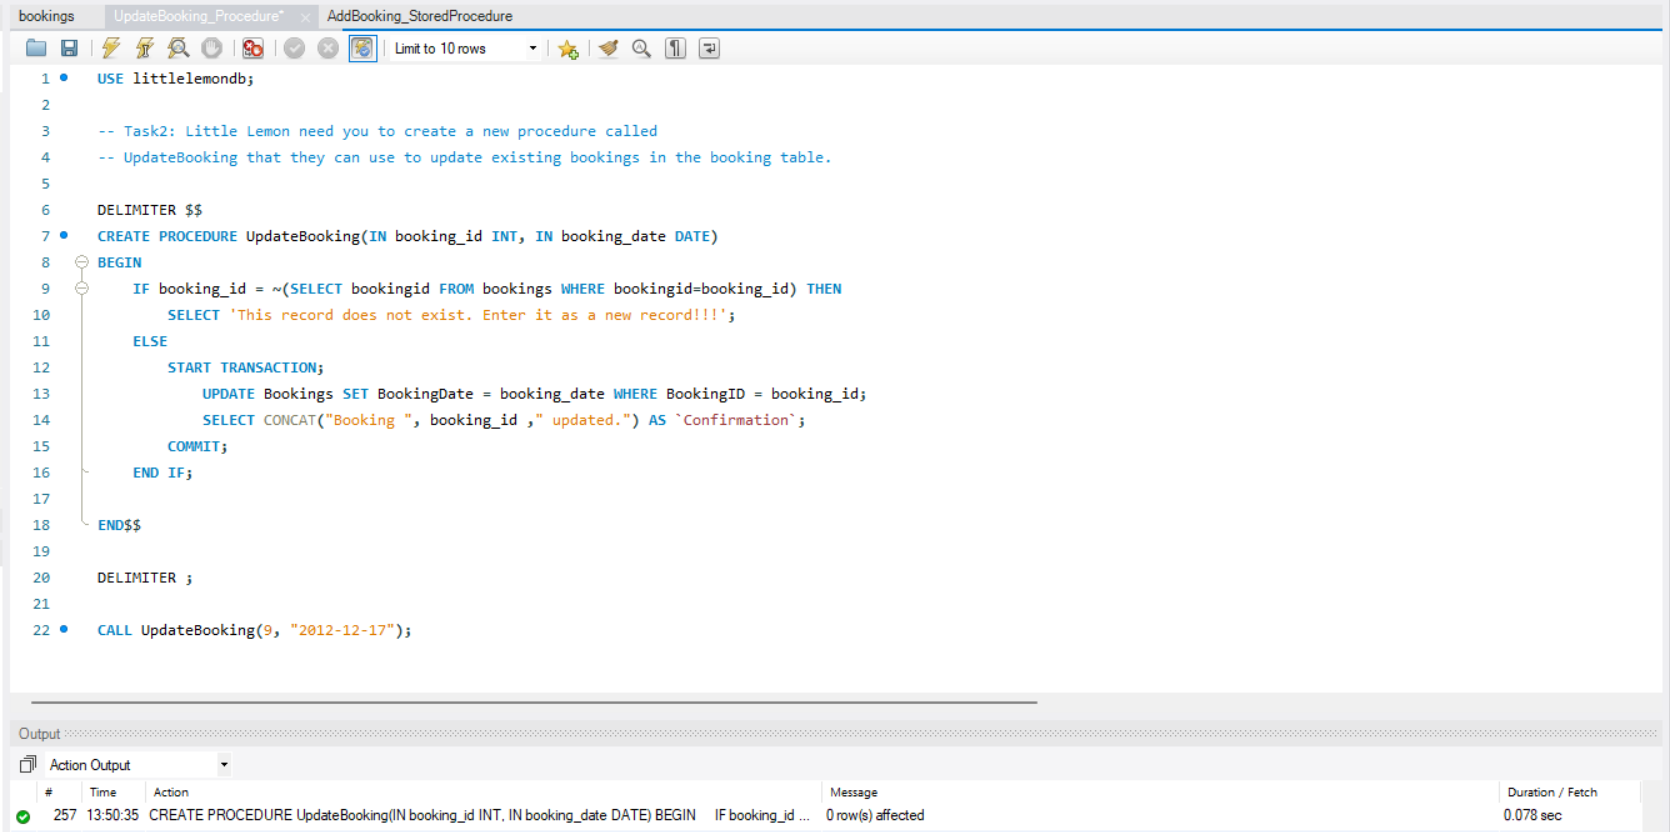 bookings UpdateBooking_Procedure* AddBooking_StoredProcedure
Limit to 10 rows
1 USE littlelemondb;
2
3 -- Task2: Little Lemon need you to create a new procedure called
4 -- UpdateBooking that they can use to update existing bookings in the booking table.
5
6 DELIMITER $$
7 CREATE PROCEDURE UpdateBooking(IN booking_id INT, IN booking_date DATE)
8 BEGIN
9 IF booking_id = ~(SELECT bookingid FROM bookings WHERE bookingid=booking_id) THEN
10 SELECT 'This record does not exist. Enter it as a new record!!!';
11 ELSE
12 START TRANSACTION;
13 UPDATE Bookings SET BookingDate = booking_date WHERE BookingID = booking_id;
14 SELECT CONCAT("Booking ", booking_id ," updated.") AS `Confirmation`;
15 COMMIT;
16 END IF;
17
18 END$$
19
20 DELIMITER ;
21
22 CALL UpdateBooking(9, "2012-12-17");
Output
Action Output
# Time Action Message Duration / Fetch
257 13:50:35 CREATE PROCEDURE UpdateBooking(IN booking_id INT, IN booking_date DATE) BEGIN IF booking_id ... 0 row(s) affected 0.078 sec